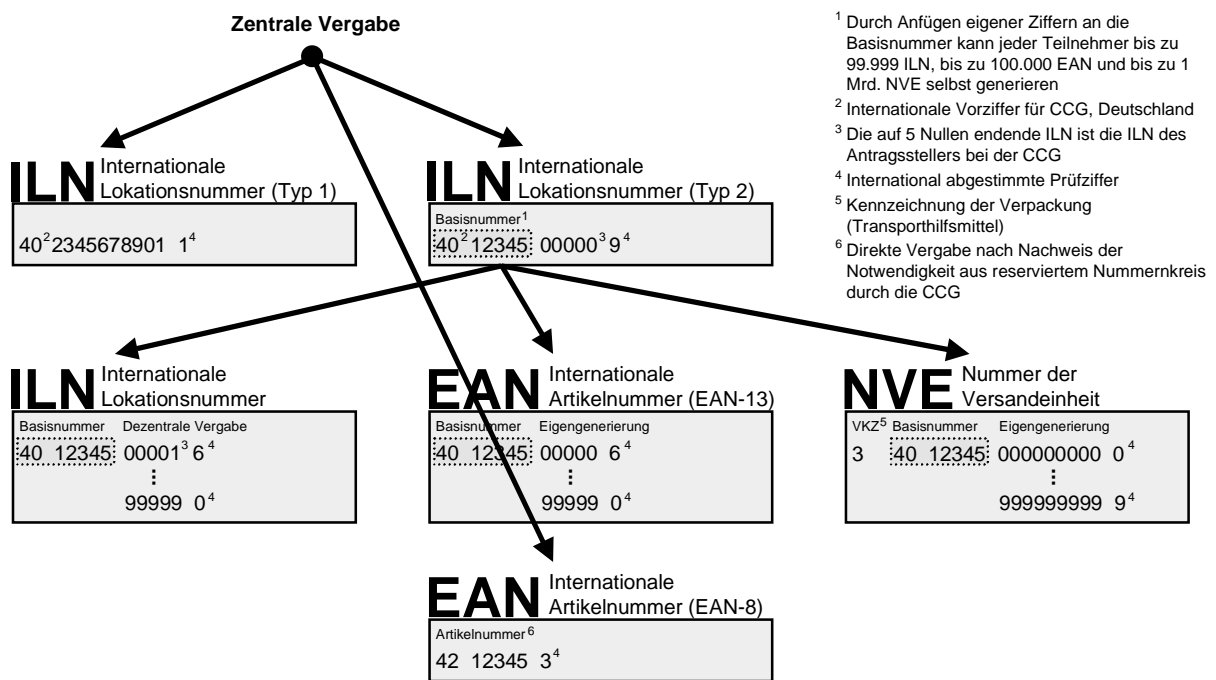 Zentrale Vergabe
1 Durch Anfügen eigener Ziffern an die
Basisnummer kann jeder Teilnehmer bis zu
99.999 ILN, bis zu 100.000 EAN und bis zu 1
Mrd. NVE selbst generieren
2 Internationale Vorziffer für CCG, Deutschland
3 Die auf 5 Nullen endende ILN ist die ILN des
Antragsstellers bei der CCG
4 International abgestimmte Prüfziffer
5 Kennzeichnung der Verpackung
(Transporthilfsmittel)
6 Direkte Vergabe nach Nachweis der
Notwendigkeit aus reserviertem Nummernkreis
durch die CCG
ILN Internationale
Lokationsnummer (Typ 1)
40²2345678901 1⁴
ILN Internationale
Lokationsnummer (Typ 2)
Basisnummer¹
40²12345 00000³ 9⁴
ILN Internationale
Lokationsnummer
Basisnummer Dezentrale Vergabe
40 12345 00001³ 6⁴
⋮
99999 0⁴
EAN Internationale
Artikelnummer (EAN-13)
Basisnummer Eigengenerierung
40 12345 00000 6⁴
⋮
99999 0⁴
NVE Nummer der
Versandeinheit
VKZ⁵ Basisnummer Eigengenerierung
3 40 12345 000000000 0⁴
⋮
999999999 9⁴
EAN Internationale
Artikelnummer (EAN-8)
Artikelnummer⁶
42 12345 3⁴